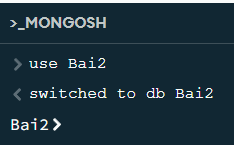 >_MONGOSH
> use Bai2
< switched to db Bai2
Bai2>